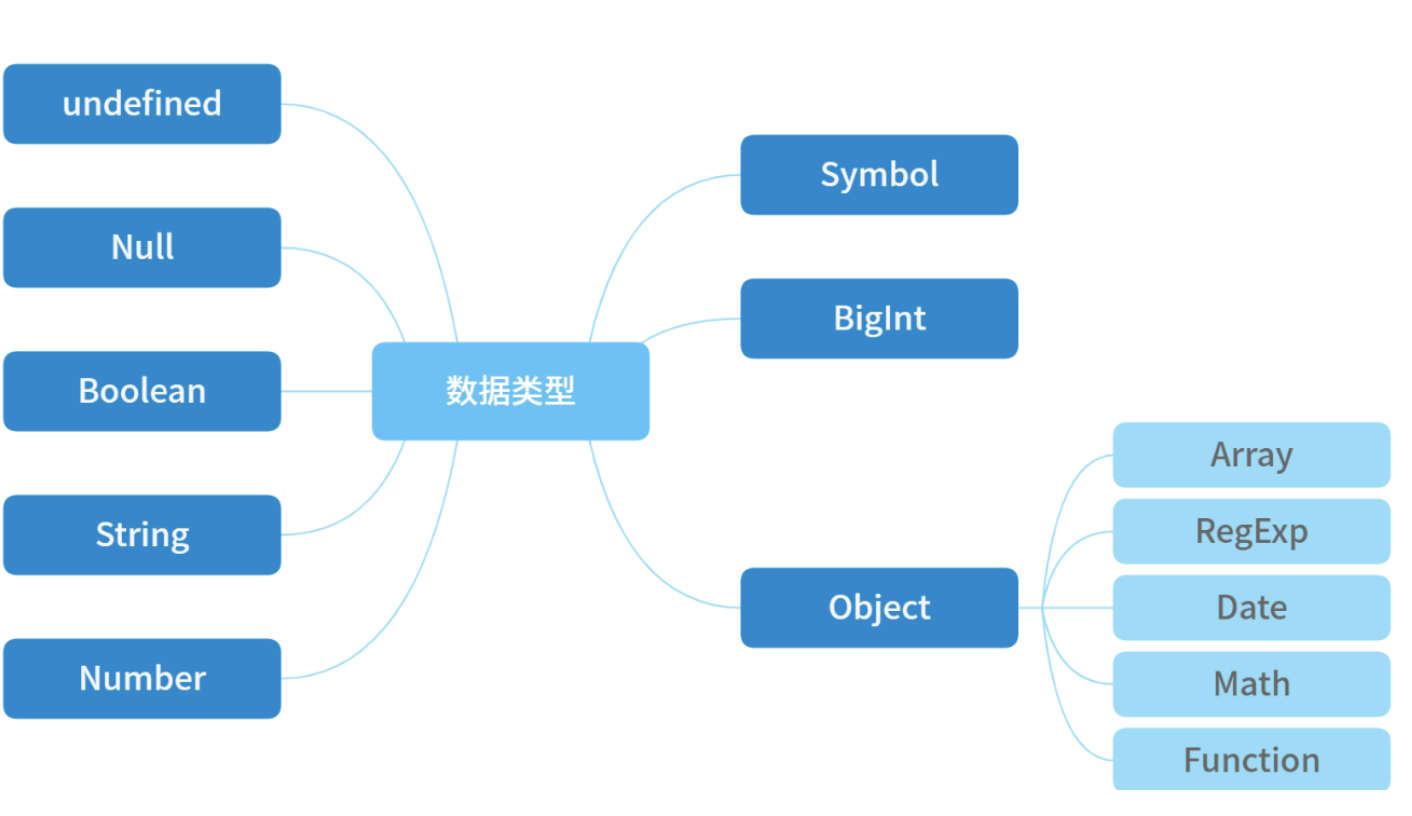 undefined
Null
Boolean
String
Number
数据类型
Symbol
BigInt
Object
Array
RegExp
Date
Math
Function